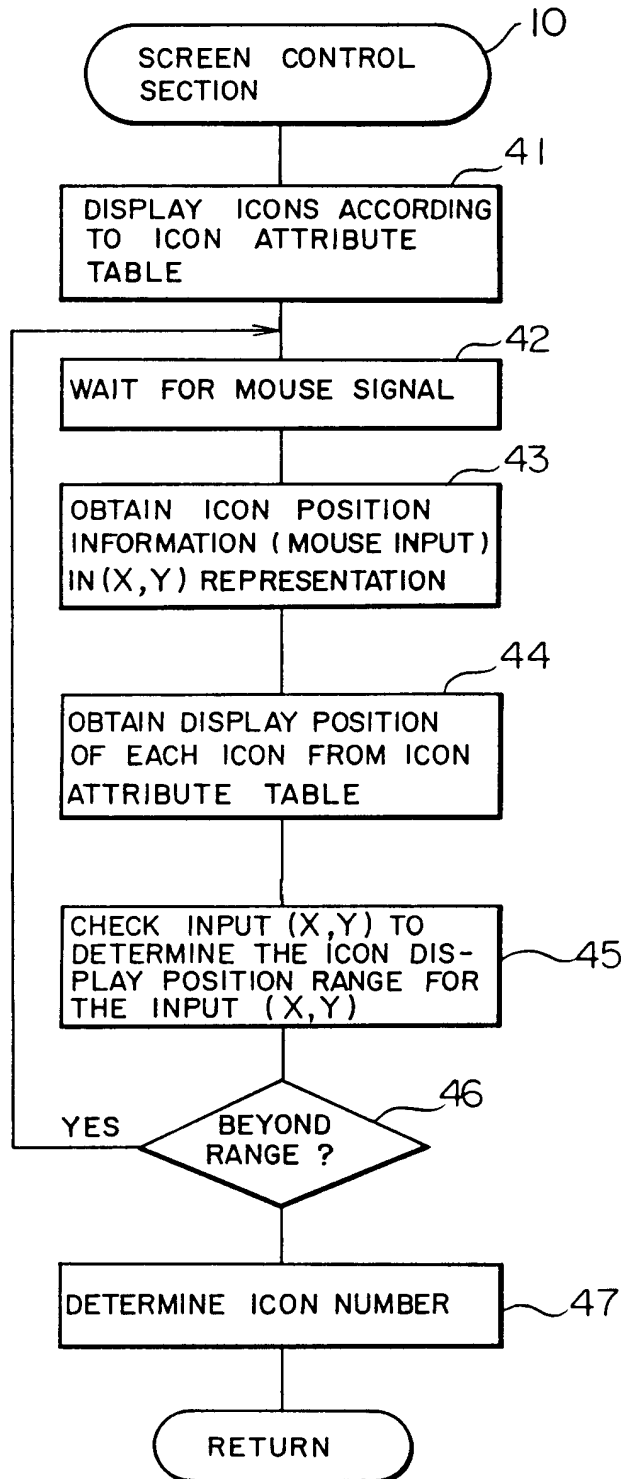 10
SCREEN CONTROL
SECTION
41
DISPLAY ICONS ACCORDING
TO ICON ATTRIBUTE
TABLE
42
WAIT FOR MOUSE SIGNAL
43
OBTAIN ICON POSITION
INFORMATION (MOUSE INPUT)
IN (X,Y) REPRESENTATION
44
OBTAIN DISPLAY POSITION
OF EACH ICON FROM ICON
ATTRIBUTE TABLE
CHECK INPUT (X,Y) TO
DETERMINE THE ICON DIS-
PLAY POSITION RANGE FOR
THE INPUT (X,Y)
45
46
YES
BEYOND
RANGE ?
DETERMINE ICON NUMBER
47
RETURN